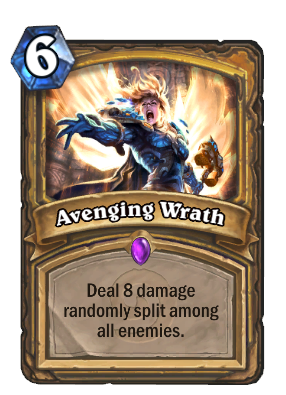 6
Avenging Wrath
Deal 8 damage
randomly split among
all enemies.